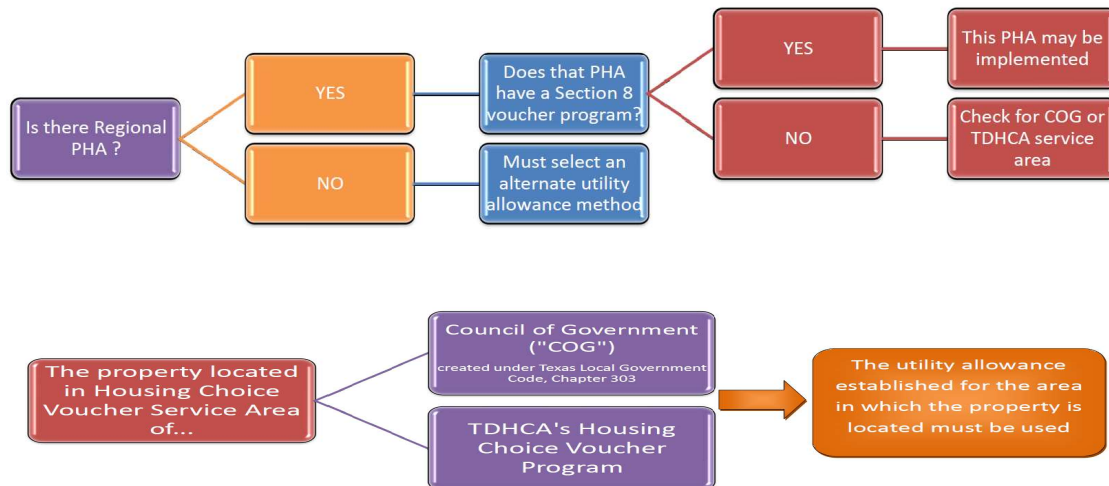 Is there Regional
PHA ?
YES
NO
Does that PHA
have a Section 8
voucher program?
Must select an
alternate utility
allowance method
YES
NO
This PHA may be
implemented
Check for COG or
TDHCA service
area
The property located
in Housing Choice
Voucher Service Area
of...
Council of Government
("COG")
created under Texas Local Government
Code, Chapter 303
TDHCA's Housing
Choice Voucher
Program
The utility allowance
established for the area
in which the property is
located must be used